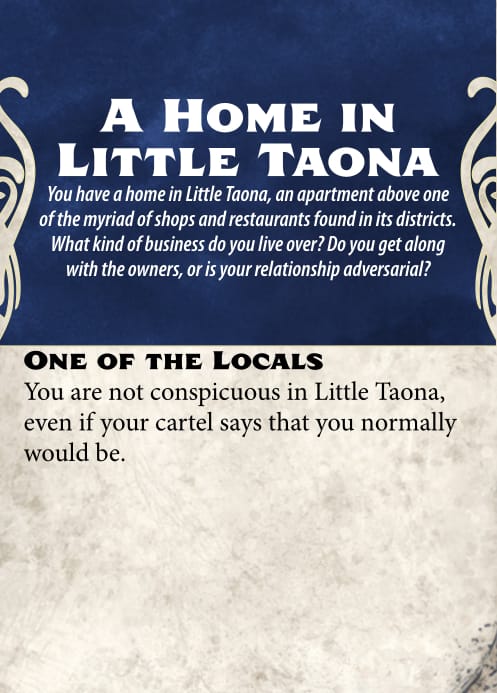 A Home in
Little Taona
You have a home in Little Taona, an apartment above one
of the myriad of shops and restaurants found in its districts.
What kind of business do you live over? Do you get along
with the owners, or is your relationship adversarial?
One of the Locals
You are not conspicuous in Little Taona,
even if your cartel says that you normally
would be.